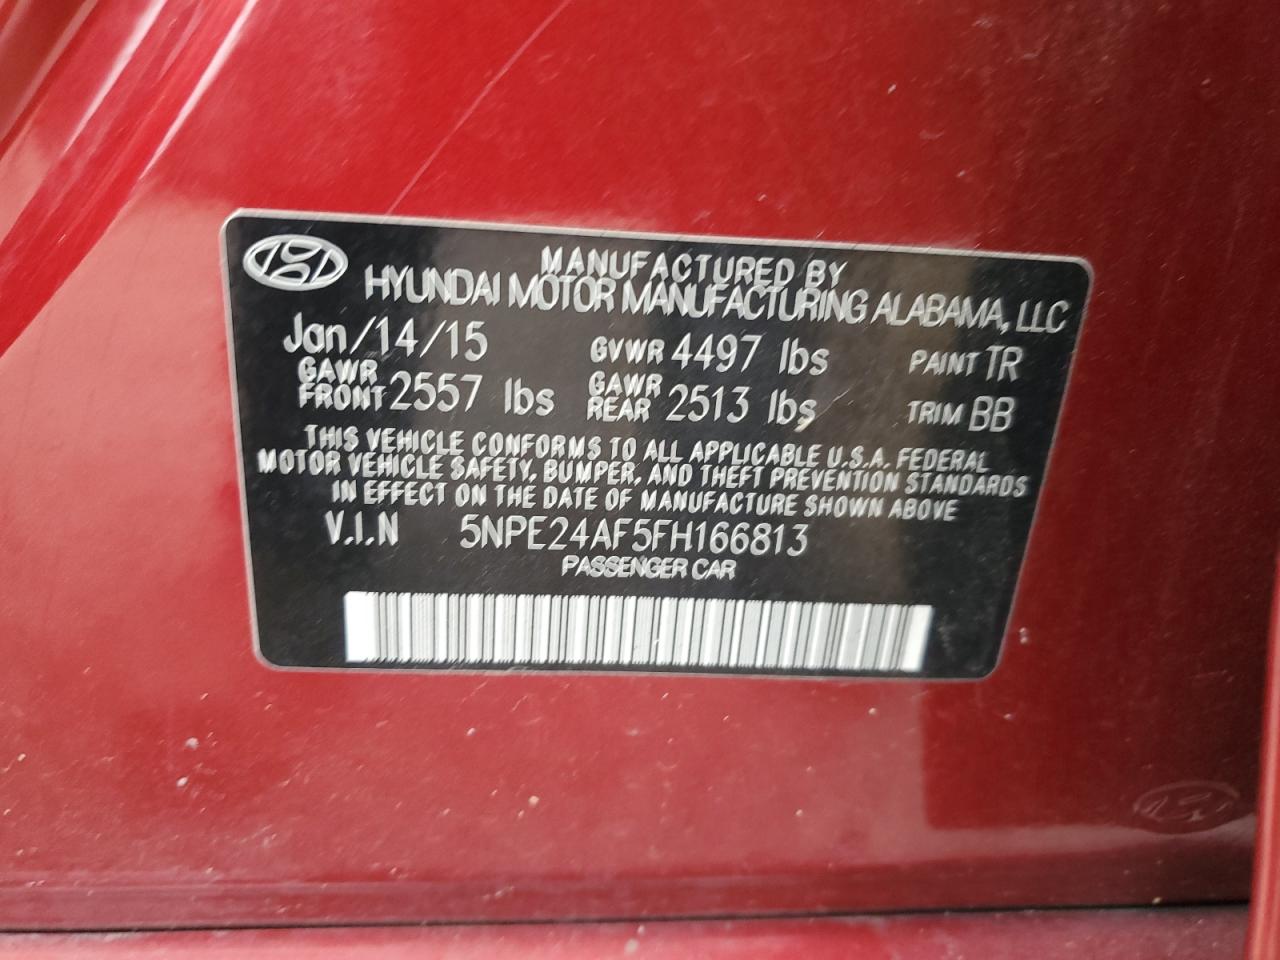 MANUFACTURED BY
HYUNDAI MOTOR MANUFACTURING ALABAMA, LLC
Jan/14/15 GVWR 4497 lbs PAINT TR
GAWR FRONT 2557 lbs GAWR REAR 2513 lbs TRIM BB
THIS VEHICLE CONFORMS TO ALL APPLICABLE U.S.A. FEDERAL
MOTOR VEHICLE SAFETY, BUMPER, AND THEFT PREVENTION STANDARDS
IN EFFECT ON THE DATE OF MANUFACTURE SHOWN ABOVE
V.I.N 5NPE24AF5FH166813
PASSENGER CAR